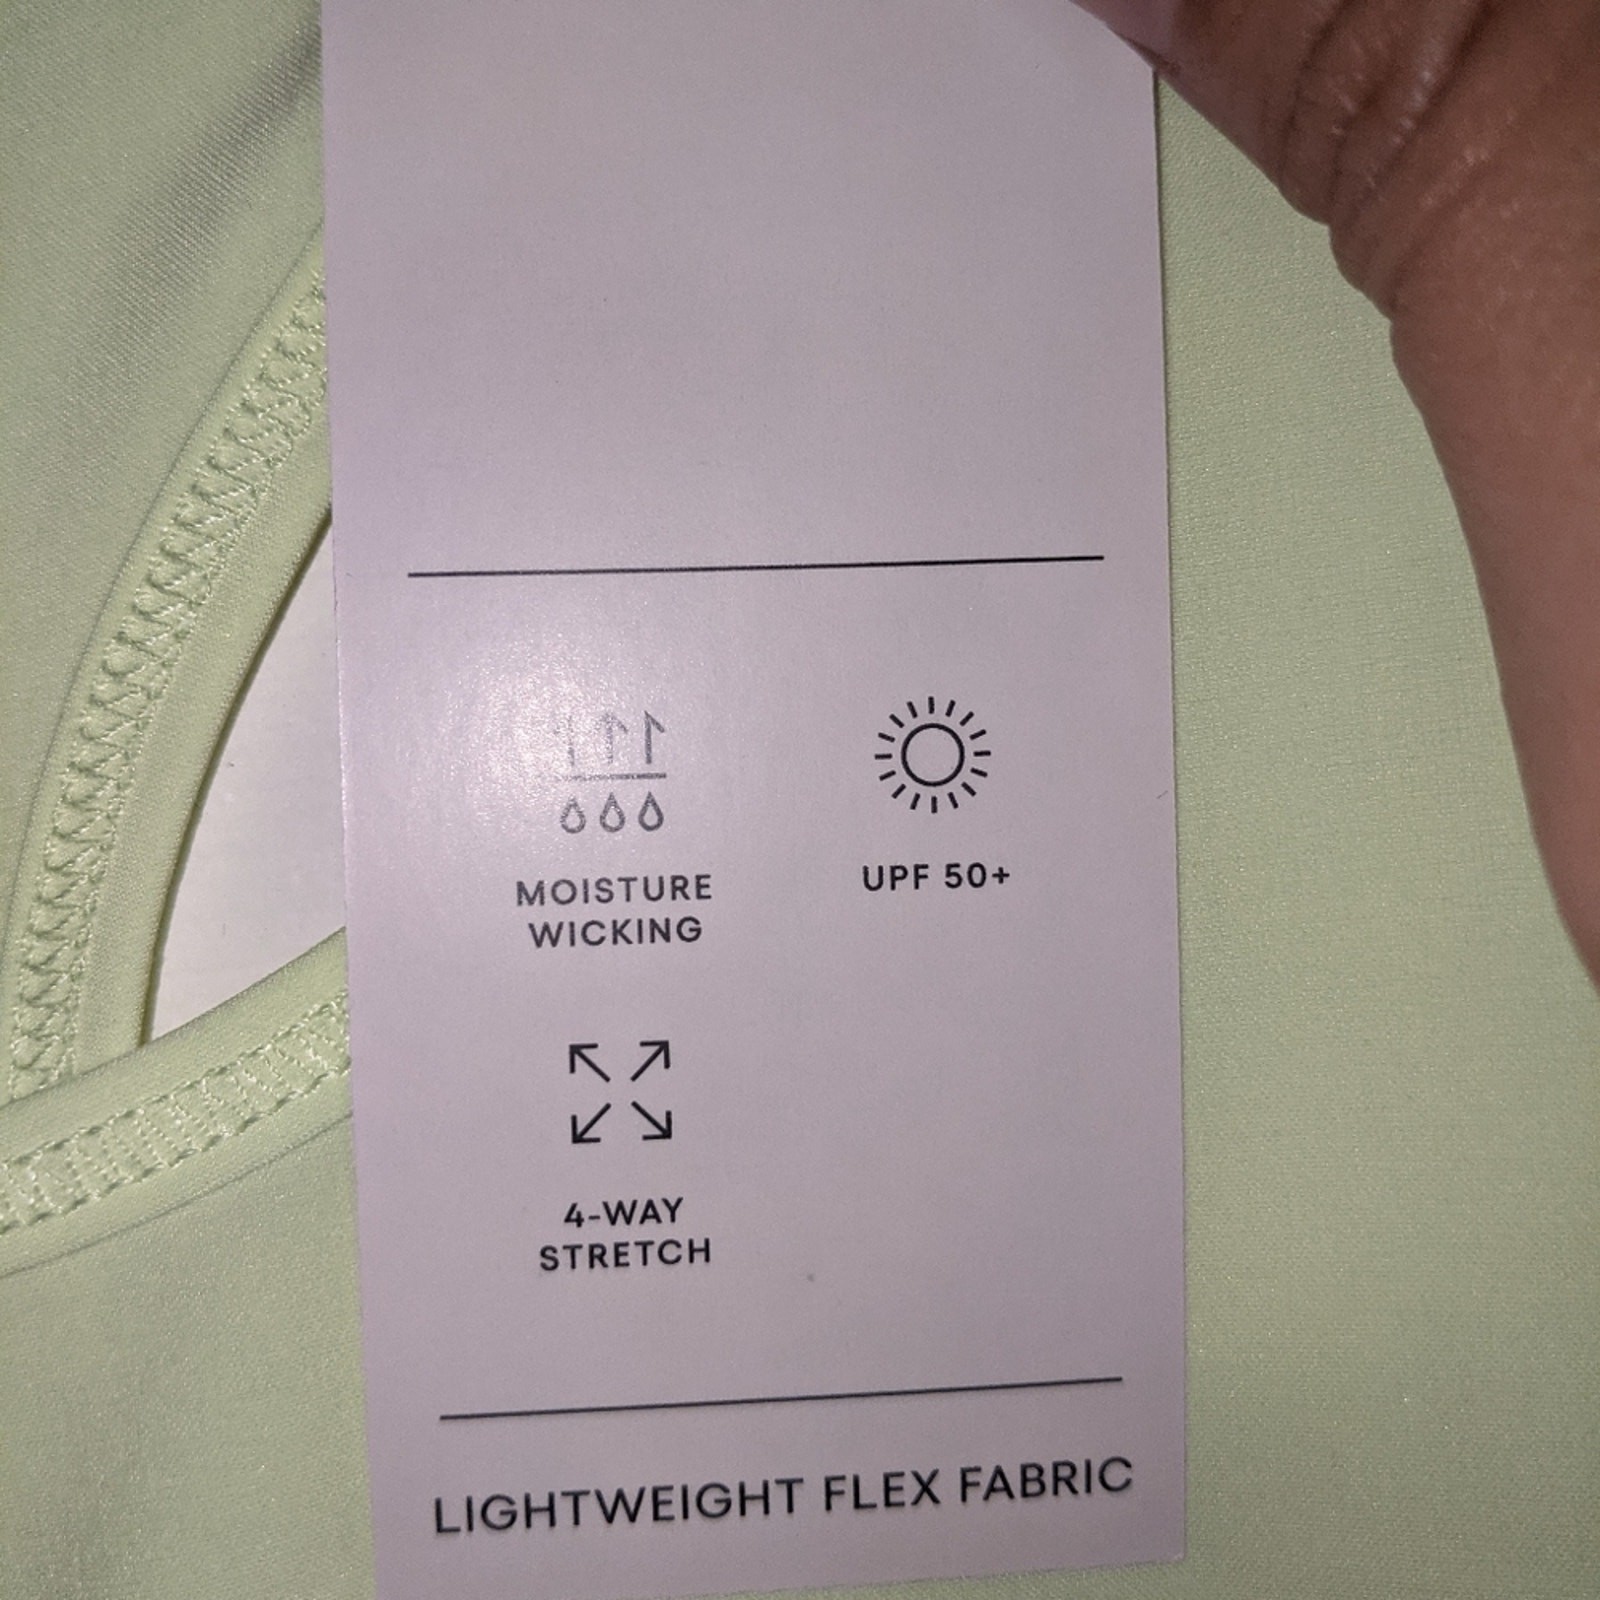 MOISTURE
WICKING
UPF 50+
4-WAY
STRETCH
LIGHTWEIGHT FLEX FABRIC